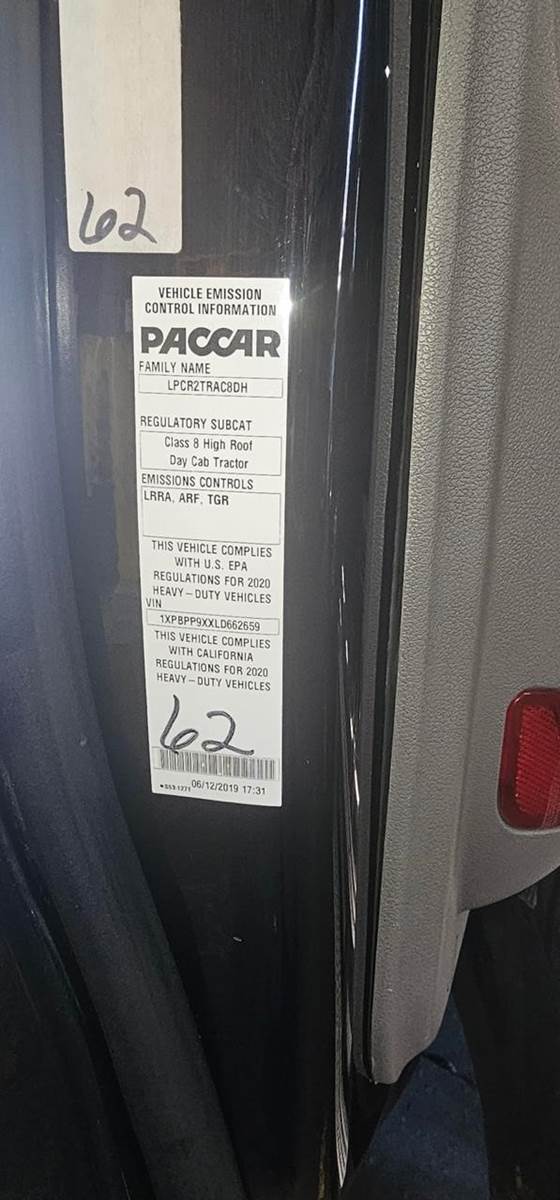 62
VEHICLE EMISSION
CONTROL INFORMATION
PACCAR
FAMILY NAME
LPCR2TRAC8DH
REGULATORY SUBCAT
Class 8 High Roof
Day Cab Tractor
EMISSIONS CONTROLS
LRRA, ARF, TGR
THIS VEHICLE COMPLIES
WITH U.S. EPA
REGULATIONS FOR 2020
HEAVY-DUTY VEHICLES
VIN
1XPBPP9XXLD662659
THIS VEHICLE COMPLIES
WITH CALIFORNIA
REGULATIONS FOR 2020
HEAVY-DUTY VEHICLES
62
06/12/2019 17:31